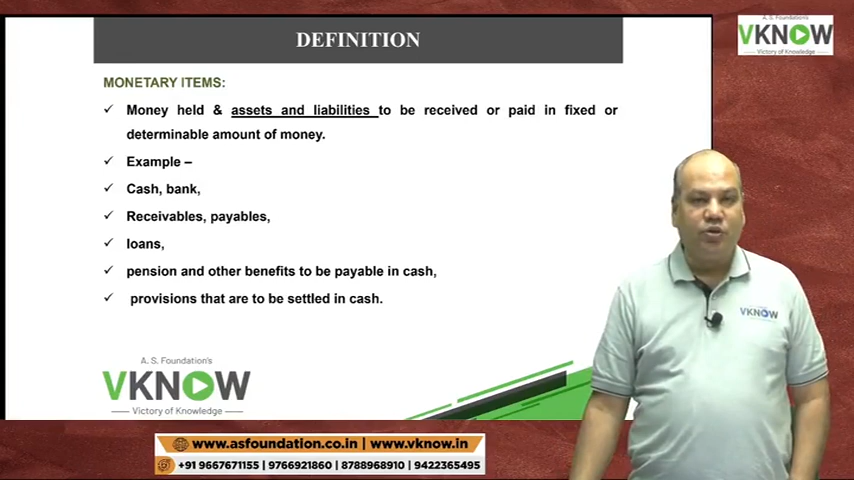 DEFINITION
A. S. Foundation's
VKNOW
Victory of Knowledge
MONETARY ITEMS:
✓ Money held & assets and liabilities to be received or paid in fixed or
determinable amount of money.
✓ Example –
✓ Cash, bank,
✓ Receivables, payables,
✓ loans,
✓ pension and other benefits to be payable in cash,
✓ provisions that are to be settled in cash.
VKNOW
A. S. Foundation's
VKNOW
Victory of Knowledge
www.asfoundation.co.in | www.vknow.in
+91 9667671155 | 9766921860 | 8788968910 | 9422365495